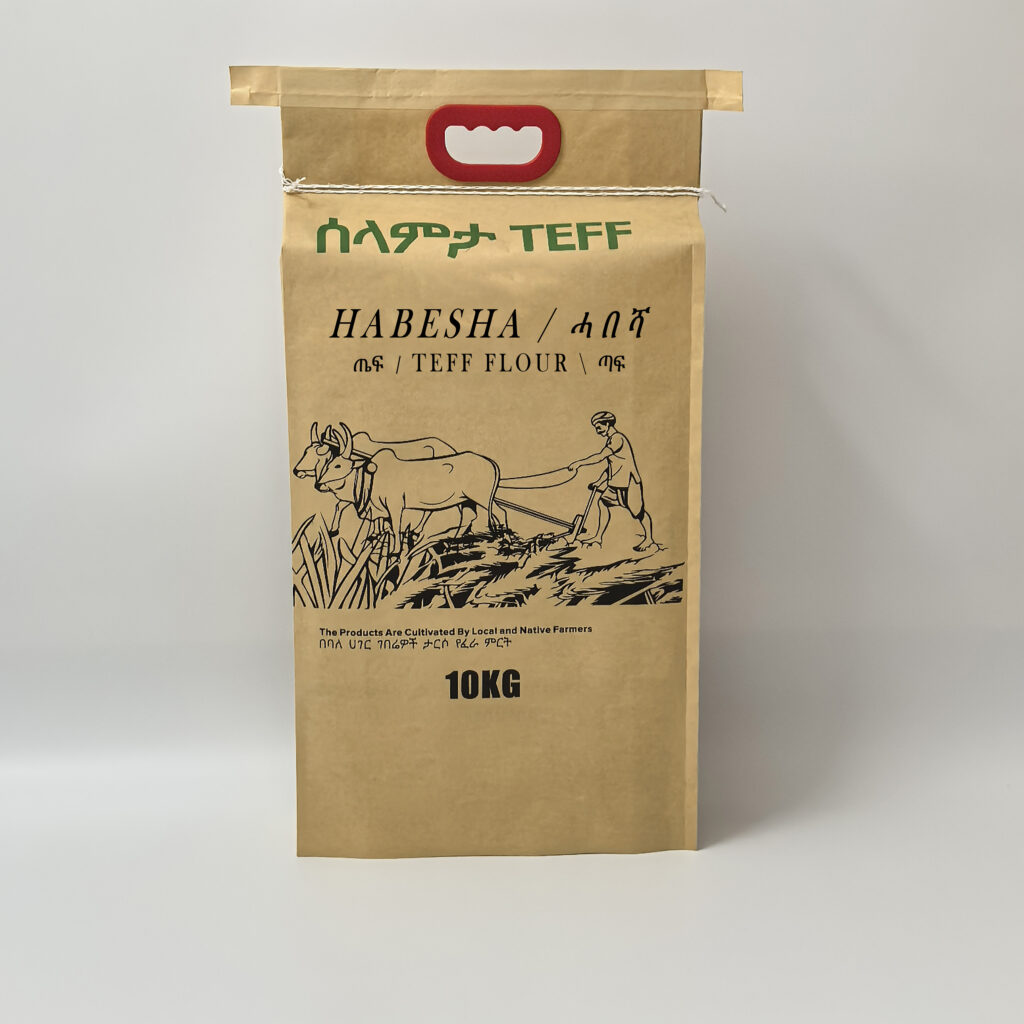 ሰላምታ TEFF
HABESHA / ሓበሻ
ጤፍ / TEFF FLOUR \ ጣፍ
The Products Are Cultivated By Local and Native Farmers
በባለ ሀገር ገበሬዎች ታርሶ የፈራ ምርት
10KG